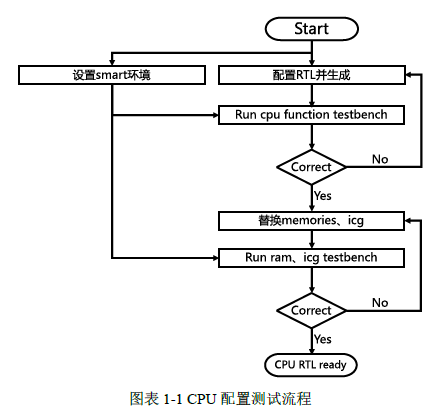 Start
设置smart环境
配置RTL并生成
Run cpu function testbench
Correct
No
Yes
替换memories、icg
Run ram、icg testbench
Correct
No
Yes
CPU RTL ready
图表 1-1 CPU 配置测试流程